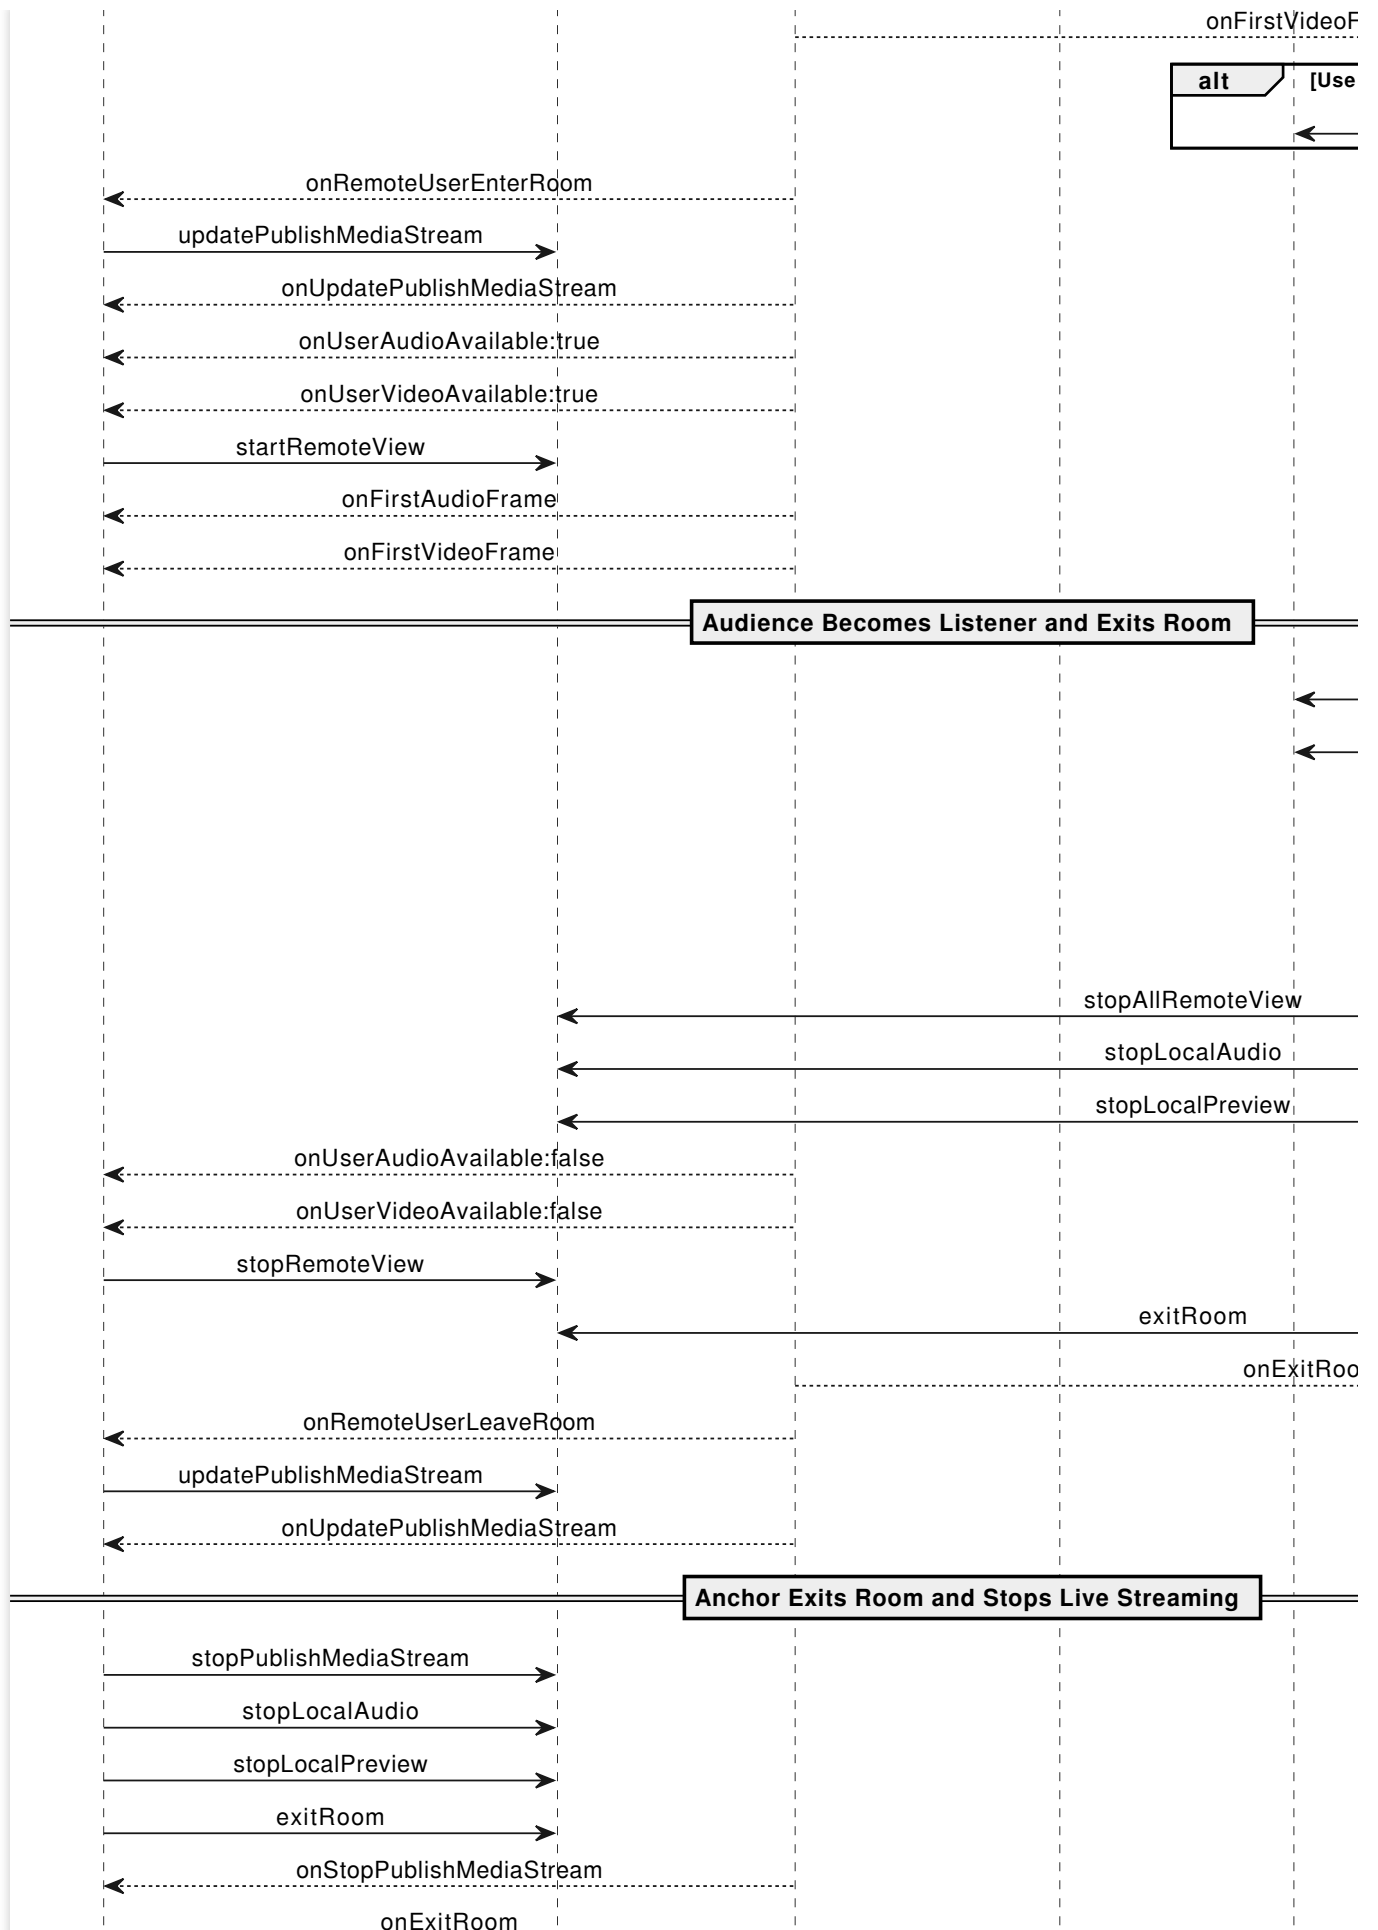 onFirstVideoF
alt
[Use
onRemoteUserEnterRoom
updatePublishMediaStream
onUpdatePublishMediaStream
onUserAudioAvailable:true
onUserVideoAvailable:true
startRemoteView
onFirstAudioFrame
onFirstVideoFrame
Audience Becomes Listener and Exits Room
stopAllRemoteView
stopLocalAudio
stopLocalPreview
onUserAudioAvailable:false
onUserVideoAvailable:false
stopRemoteView
exitRoom
onExitRoo
onRemoteUserLeaveRoom
updatePublishMediaStream
onUpdatePublishMediaStream
Anchor Exits Room and Stops Live Streaming
stopPublishMediaStream
stopLocalAudio
stopLocalPreview
exitRoom
onStopPublishMediaStream
onExitRoom